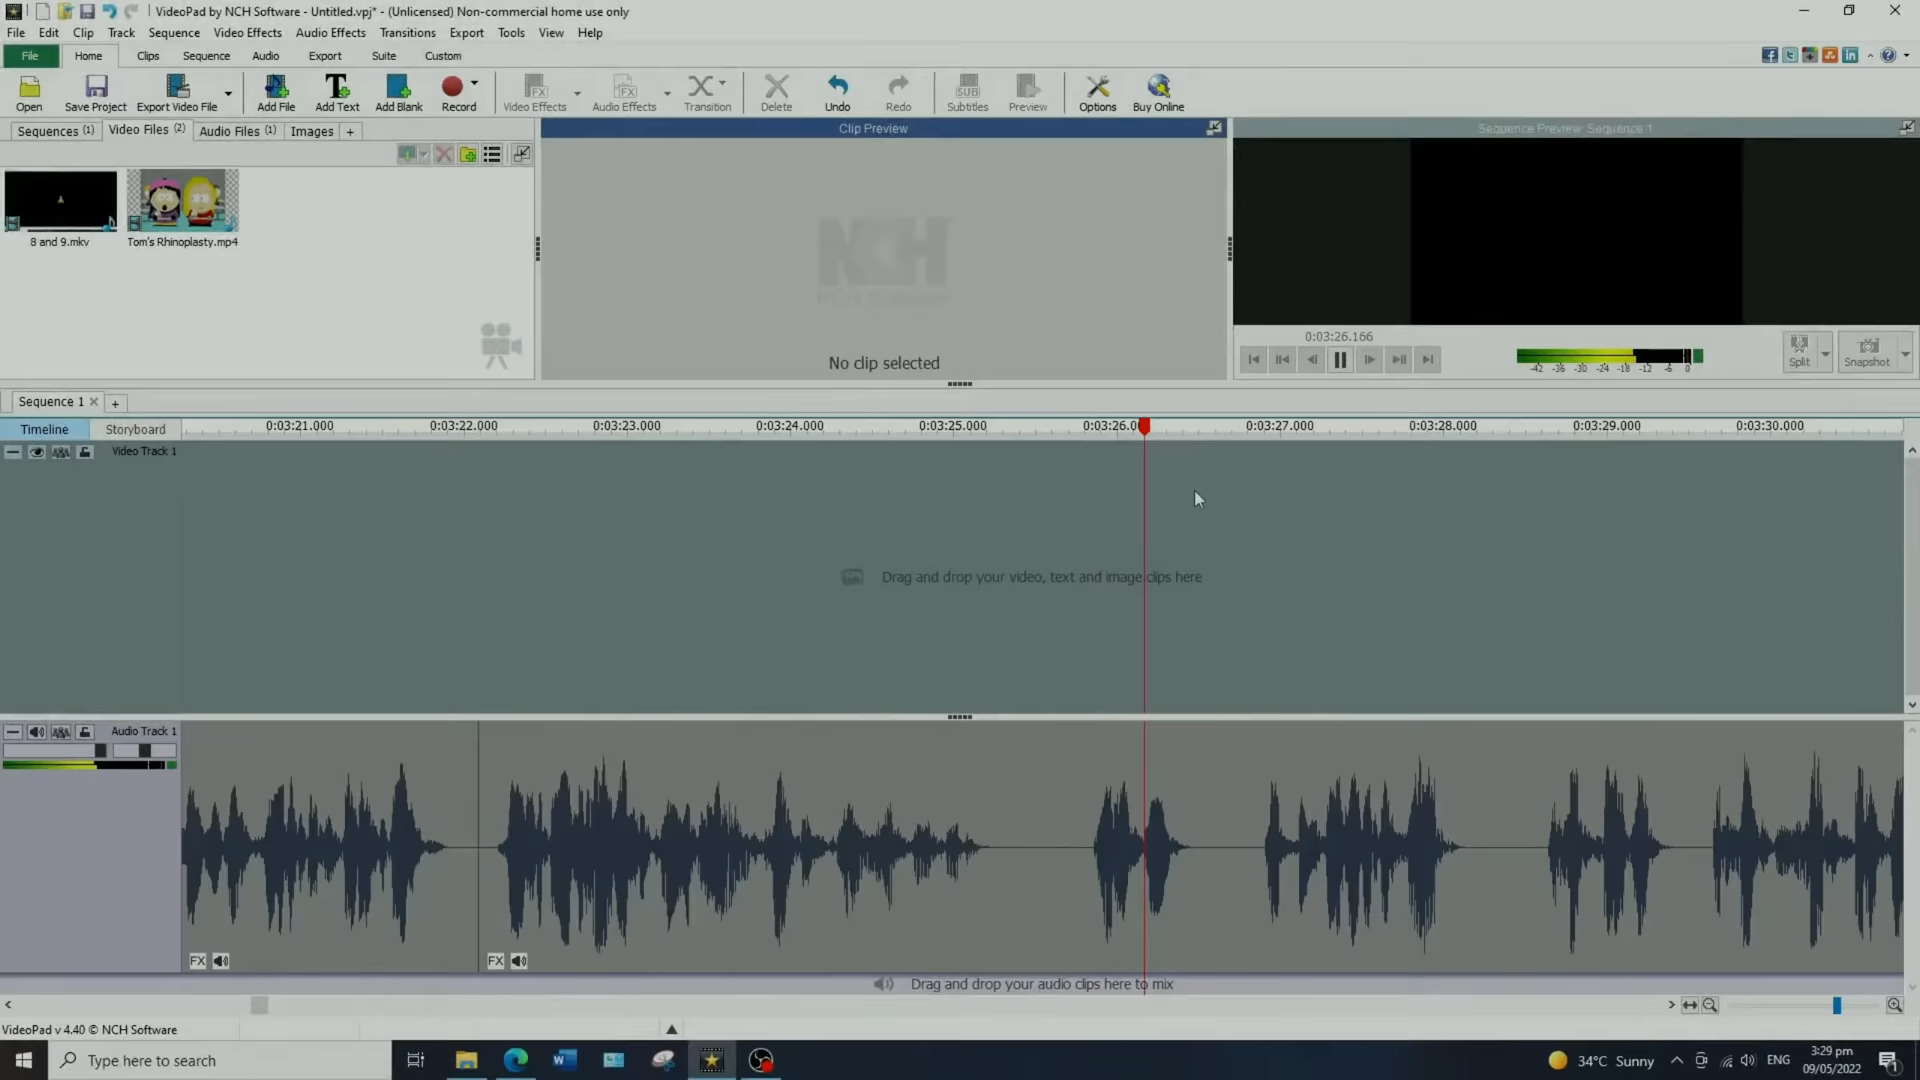 VideoPad by NCH Software - Untitled.vpj* - (Unlicensed) Non-commercial home use only
File Edit Clip Track Sequence Video Effects Audio Effects Transitions Export Tools View Help
File Home Clips Sequence Audio Export Suite Custom
Open Save Project Export Video File Add File Add Text Add Blank Record Video Effects Audio Effects Transition Delete Undo Redo Subtitles Preview Options Buy Online
Sequences (1) Video Files (2) Audio Files (1) Images +
Clip Preview
Sequence Preview: Sequence 1
8 and 9.mkv
Tom's Rhinoplasty.mp4
NCH
NCH Software
No clip selected
0:03:26.166
-42 -36 -30 -24 -18 -12 -6 0
Split
Snapshot
Sequence 1
Timeline Storyboard
0:03:21.000 0:03:22.000 0:03:23.000 0:03:24.000 0:03:25.000 0:03:26.0 0:03:27.000 0:03:28.000 0:03:29.000 0:03:30.000
Video Track 1
Drag and drop your video, text and image clips here
Audio Track 1
FX FX
Drag and drop your audio clips here to mix
VideoPad v 4.40 © NCH Software
Type here to search
34°C Sunny
ENG
3:29 pm
09/05/2022